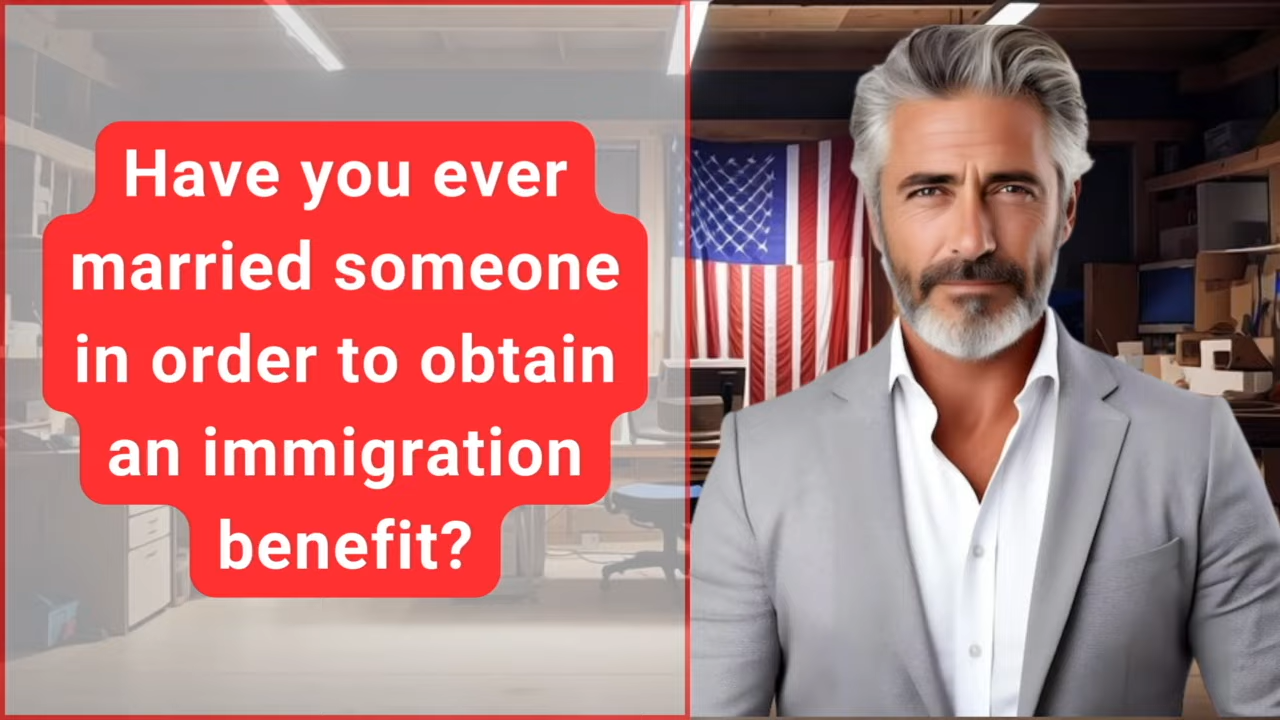 Have you ever
married someone
in order to obtain
an immigration
benefit?